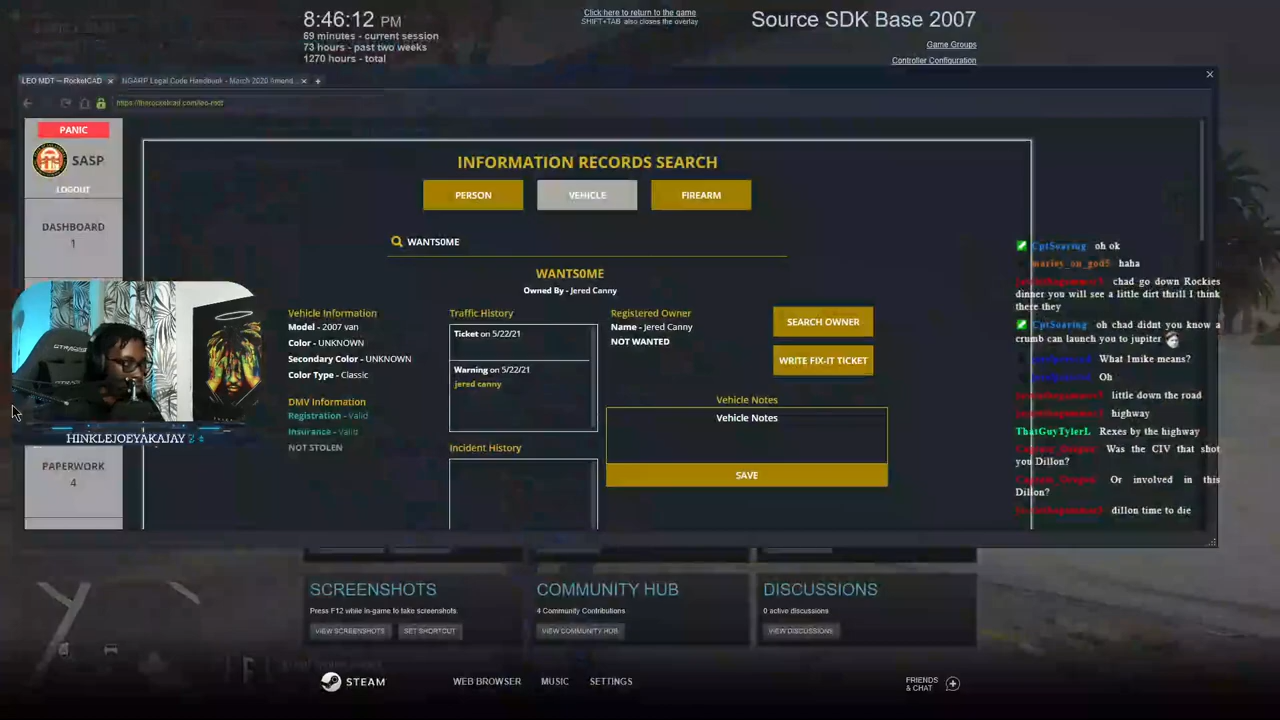 8:46:12 PM
69 minutes - current session
73 hours - past two weeks
1270 hours - total
Click here to return to the game
SHIFT+TAB also closes the overlay
Source SDK Base 2007
Game Groups
Controller Configuration
LEO MDT — RocketCAD
NGARP Legal Code Handbook - March 2020 Amend...
https://therocketcad.com/leo-mdt
PANIC
SASP
LOGOUT
DASHBOARD
1
PAPERWORK
4
INFORMATION RECORDS SEARCH
PERSON
VEHICLE
FIREARM
WANTS0ME
WANTS0ME
Owned By - Jered Canny
Vehicle Information
Model - 2007 van
Color - UNKNOWN
Secondary Color - UNKNOWN
Color Type - Classic
DMV Information
Registration - Valid
Insurance - Valid
NOT STOLEN
Traffic History
Ticket on 5/22/21
Warning on 5/22/21
jered canny
Incident History
Registered Owner
Name - Jered Canny
NOT WANTED
SEARCH OWNER
WRITE FIX-IT TICKET
Vehicle Notes
Vehicle Notes
SAVE
HINKLEJOEYAKAJAY
CptSoaring oh ok
haha
chad go down Rockies
dinner you will see a little dirt thrill I think
there they
CptSoaring oh chad didnt you know a
crumb can launch you to jupiter
What 1mike means?
Oh
little down the road
highway
ThatGuyTylerL Rexes by the highway
Was the CIV that shot
you Dillon?
Or involved in this
Dillon?
dillon time to die
SCREENSHOTS
Press F12 while in-game to take screenshots
VIEW SCREENSHOTS
SET SHORTCUT
COMMUNITY HUB
4 Community Contributions
VIEW COMMUNITY HUB
DISCUSSIONS
0 active discussions
VIEW DISCUSSIONS
STEAM
WEB BROWSER
MUSIC
SETTINGS
FRIENDS
& CHAT